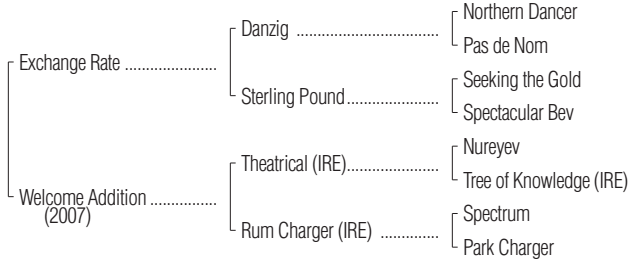 Northern Dancer
Danzig ..................................
Pas de Nom
Exchange Rate ......................
Seeking the Gold
Sterling Pound......................
Spectacular Bev
Nureyev
Theatrical (IRE)......................
Tree of Knowledge (IRE)
Welcome Addition ................
(2007)
Spectrum
Rum Charger (IRE) ..............
Park Charger